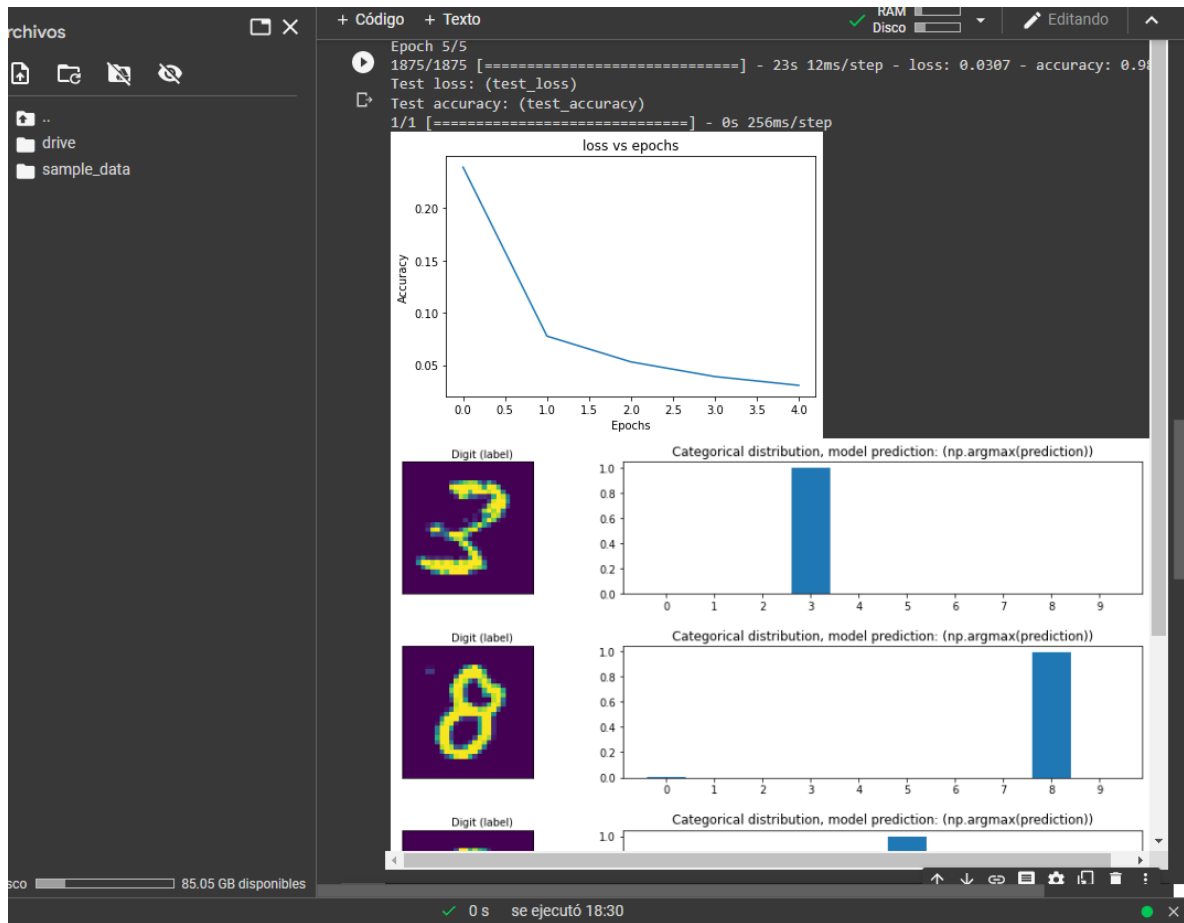 rchivos
+ Código + Texto
RAM
Disco
Editando
..
drive
sample_data
Epoch 5/5
1875/1875 [==============================] - 23s 12ms/step - loss: 0.0307 - accuracy: 0.98
Test loss: (test_loss)
Test accuracy: (test_accuracy)
1/1 [==============================] - 0s 256ms/step
loss vs epochs
0.20
0.15
0.10
0.05
Accuracy
0.0 0.5 1.0 1.5 2.0 2.5 3.0 3.5 4.0
Epochs
Digit (label)
3
Categorical distribution, model prediction: (np.argmax(prediction))
1.0
0.8
0.6
0.4
0.2
0.0
0 1 2 3 4 5 6 7 8 9
Digit (label)
8
Categorical distribution, model prediction: (np.argmax(prediction))
1.0
0.8
0.6
0.4
0.2
0.0
0 1 2 3 4 5 6 7 8 9
Digit (label)
Categorical distribution, model prediction: (np.argmax(prediction))
1.0
sco 85.05 GB disponibles
0 s se ejecutó 18:30